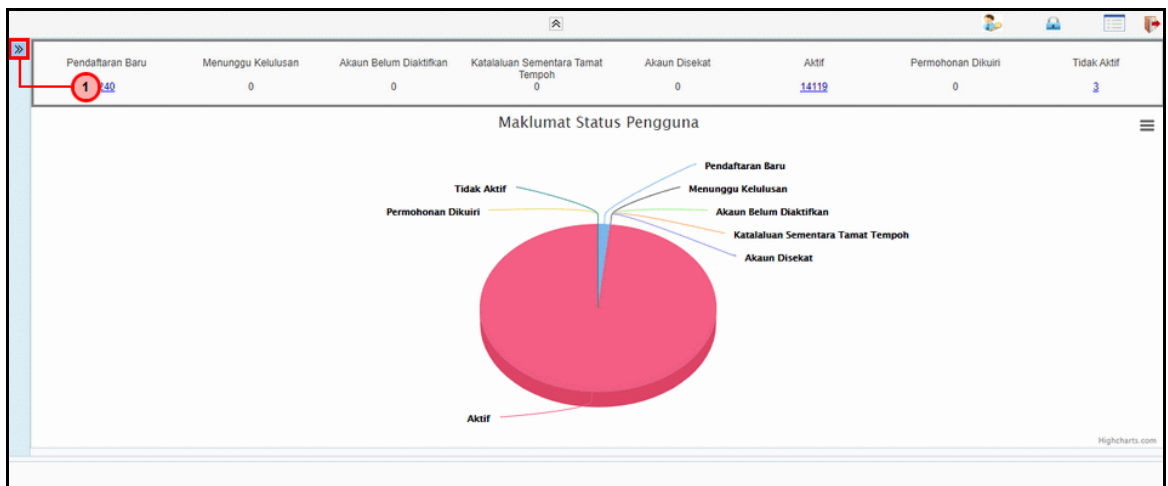 »
Pendaftaran Baru Menunggu Kelulusan Akaun Belum Diaktifkan Katalaluan Sementara Tamat Tempoh Akaun Disekat Aktif Permohonan Dikuiri Tidak Aktif
1 240 0 0 0 0 14119 0 3
Maklumat Status Pengguna
Pendaftaran Baru
Tidak Aktif Menunggu Kelulusan
Permohonan Dikuiri Akaun Belum Diaktifkan
Katalaluan Sementara Tamat Tempoh
Akaun Disekat
Aktif
Highcharts.com